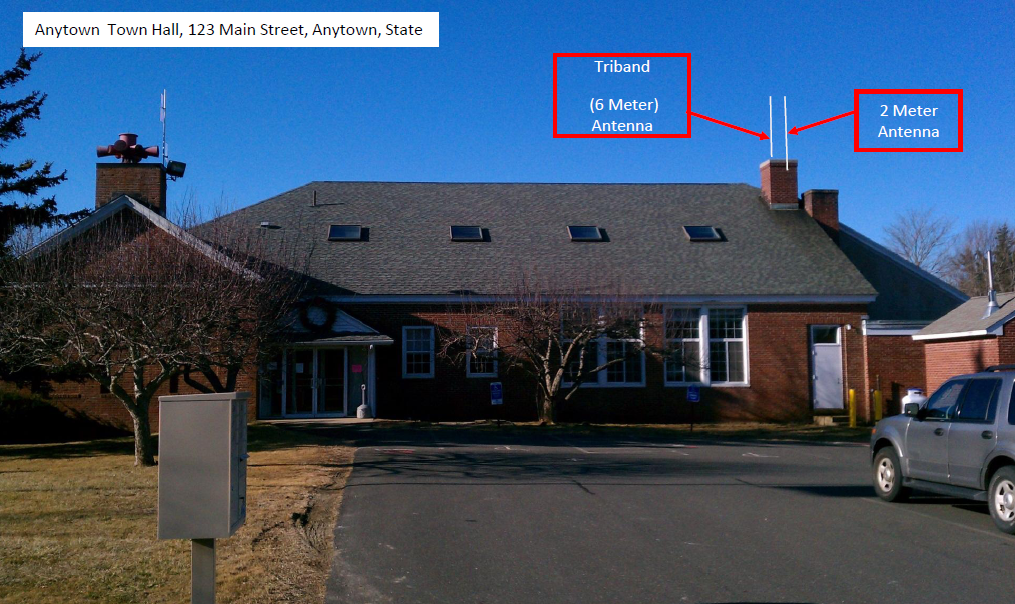 Anytown  Town Hall, 123 Main Street, Anytown, State
Triband
(6 Meter)
Antenna
2 Meter
Antenna